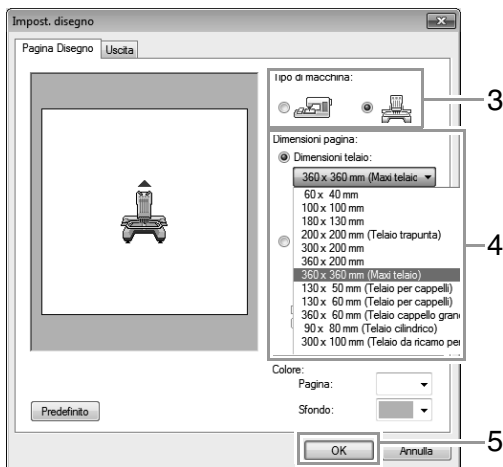 Impost. disegno
Pagina Disegno Uscita
Tipo di macchina:
3
Dimensioni pagina:
Dimensioni telaio:
360 x 360 mm (Maxi telaic
60 x 40 mm
100 x 100 mm
180 x 130 mm
200 x 200 mm (Telaio trapunta)
4
300 x 200 mm
360 x 200 mm
360 x 360 mm (Maxi telaio)
130 x 50 mm (Telaio per cappelli)
130 x 60 mm (Telaio per cappelli)
360 x 60 mm (Telaio cappello gran
90 x 80 mm (Telaio cilindrico)
300 x 100 mm (Telaio da ricamo per
Colore:
Pagina:
Predefinito
Sfondo:
OK
Annulla
5